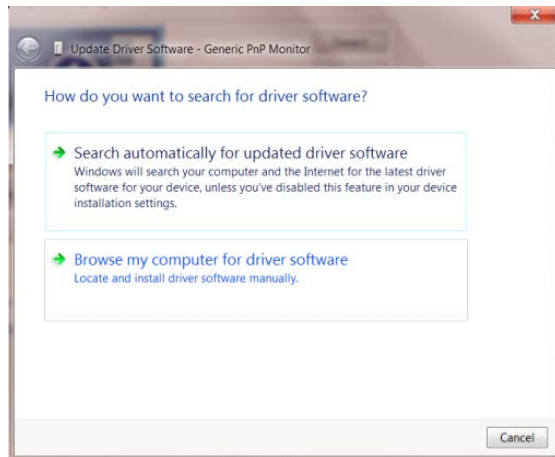 Update Driver Software - Generic PnP Monitor
How do you want to search for driver software?
Search automatically for updated driver software
Windows will search your computer and the Internet for the latest driver
software for your device, unless you've disabled this feature in your device
installation settings.
Browse my computer for driver software
Locate and install driver software manually.
Cancel